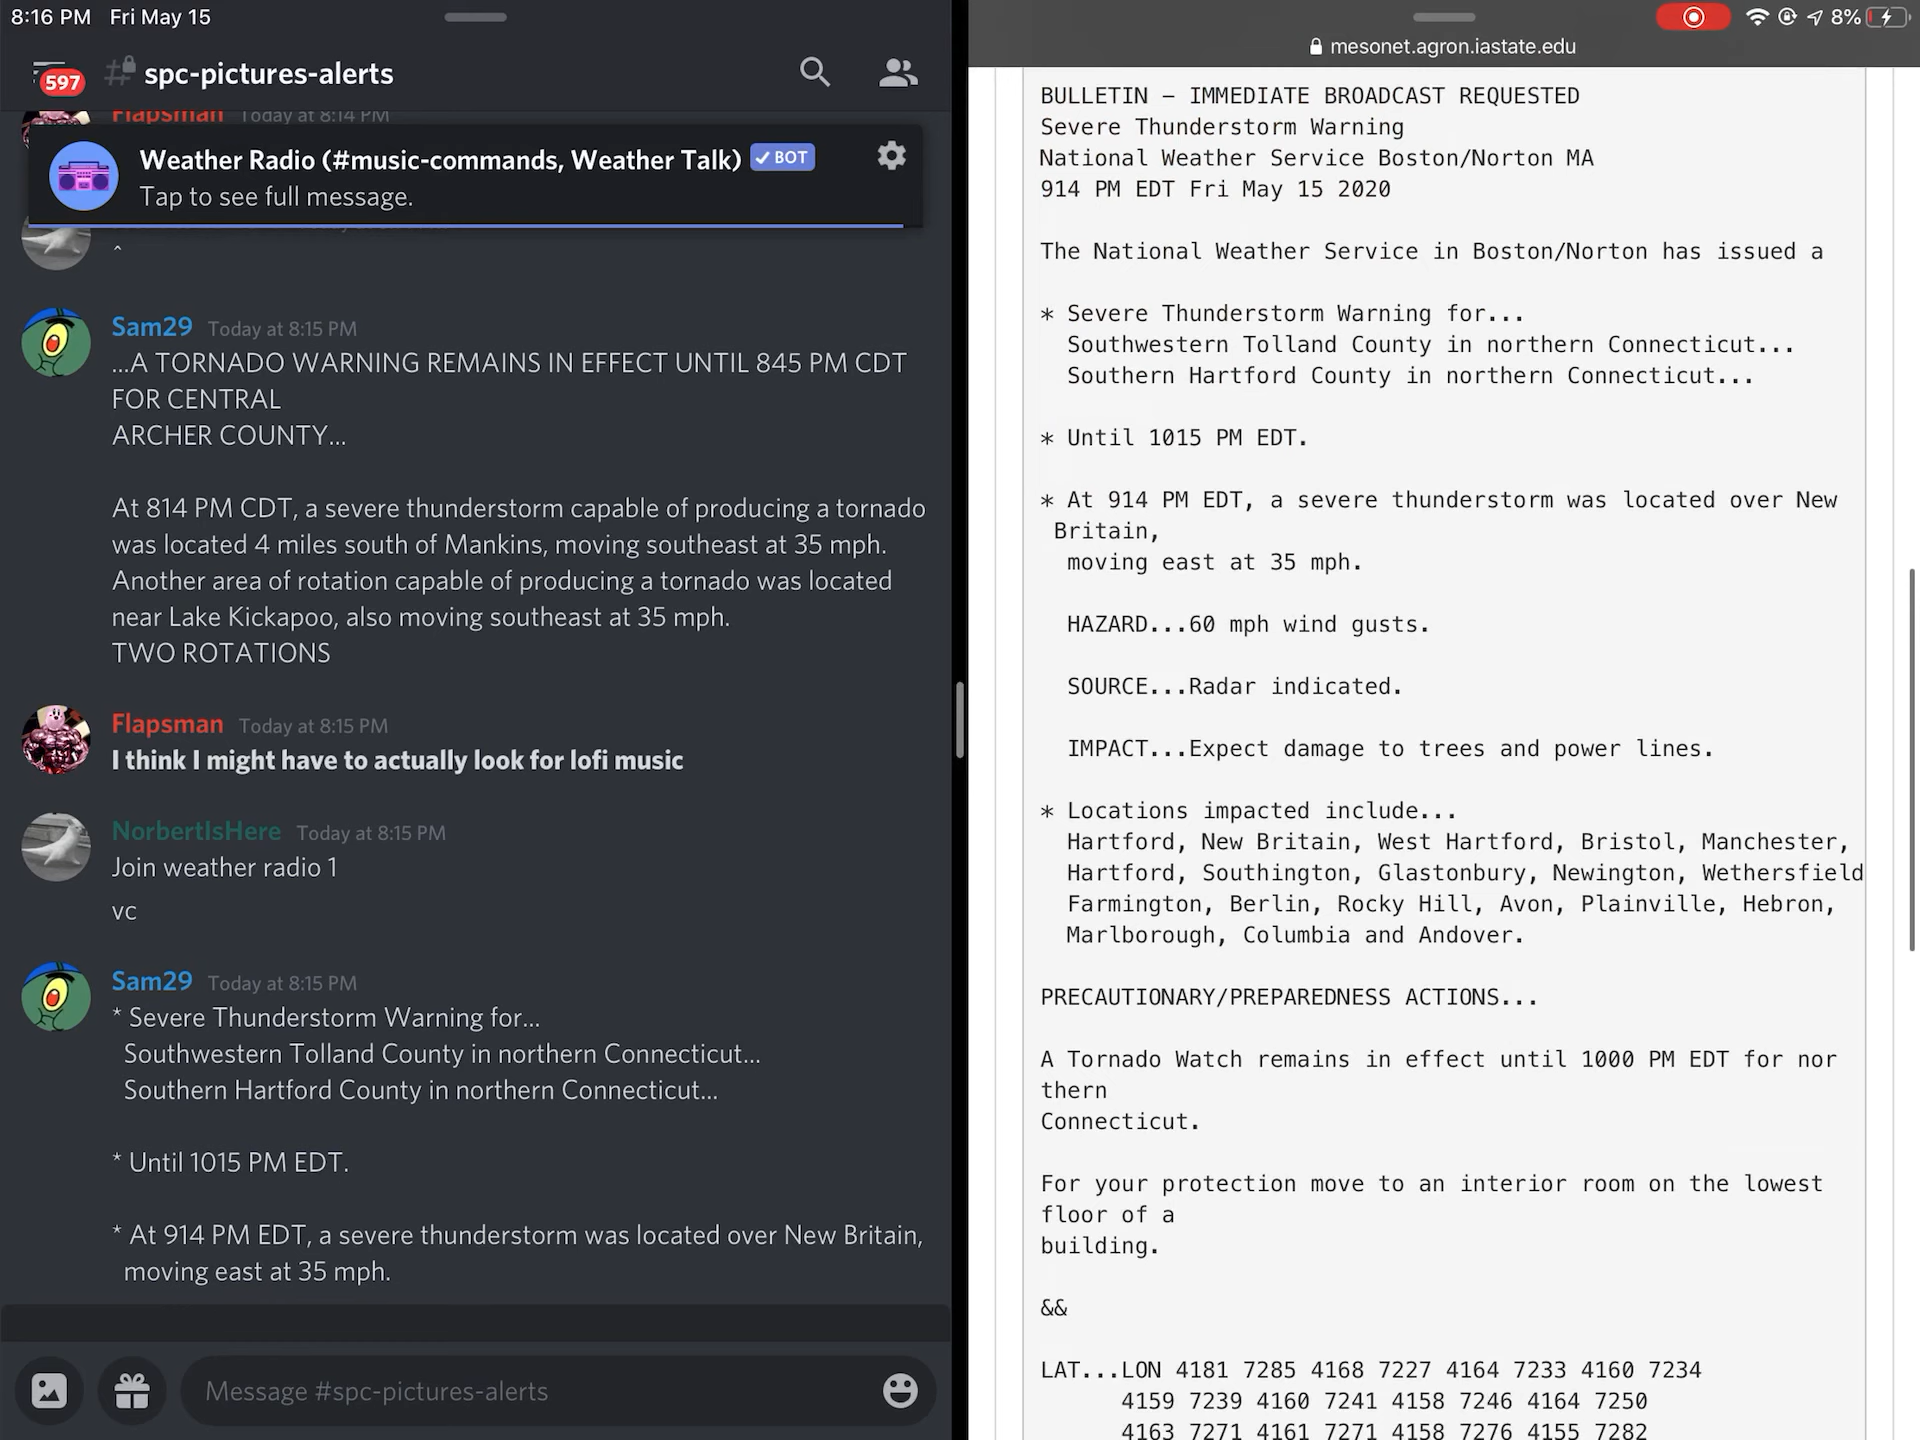 8:16 PM Fri May 15
8%
mesonet.agron.iastate.edu
597
spc-pictures-alerts
Flapsman Today at 8:14 PM
Weather Radio (#music-commands, Weather Talk) ✓ BOT
Tap to see full message.
^
Sam29 Today at 8:15 PM
...A TORNADO WARNING REMAINS IN EFFECT UNTIL 845 PM CDT
FOR CENTRAL
ARCHER COUNTY...
At 814 PM CDT, a severe thunderstorm capable of producing a tornado
was located 4 miles south of Mankins, moving southeast at 35 mph.
Another area of rotation capable of producing a tornado was located
near Lake Kickapoo, also moving southeast at 35 mph.
TWO ROTATIONS
Flapsman Today at 8:15 PM
I think I might have to actually look for lofi music
NorbertIsHere Today at 8:15 PM
Join weather radio 1
vc
Sam29 Today at 8:15 PM
* Severe Thunderstorm Warning for...
Southwestern Tolland County in northern Connecticut...
Southern Hartford County in northern Connecticut...
* Until 1015 PM EDT.
* At 914 PM EDT, a severe thunderstorm was located over New Britain,
moving east at 35 mph.
Message #spc-pictures-alerts
BULLETIN – IMMEDIATE BROADCAST REQUESTED
Severe Thunderstorm Warning
National Weather Service Boston/Norton MA
914 PM EDT Fri May 15 2020
The National Weather Service in Boston/Norton has issued a
* Severe Thunderstorm Warning for...
Southwestern Tolland County in northern Connecticut...
Southern Hartford County in northern Connecticut...
* Until 1015 PM EDT.
* At 914 PM EDT, a severe thunderstorm was located over New
Britain,
moving east at 35 mph.
HAZARD...60 mph wind gusts.
SOURCE...Radar indicated.
IMPACT...Expect damage to trees and power lines.
* Locations impacted include...
Hartford, New Britain, West Hartford, Bristol, Manchester,
Hartford, Southington, Glastonbury, Newington, Wethersfield
Farmington, Berlin, Rocky Hill, Avon, Plainville, Hebron,
Marlborough, Columbia and Andover.
PRECAUTIONARY/PREPAREDNESS ACTIONS...
A Tornado Watch remains in effect until 1000 PM EDT for nor
thern
Connecticut.
For your protection move to an interior room on the lowest
floor of a
building.
&&
LAT...LON 4181 7285 4168 7227 4164 7233 4160 7234
4159 7239 4160 7241 4158 7246 4164 7250
4163 7271 4161 7271 4158 7276 4155 7282